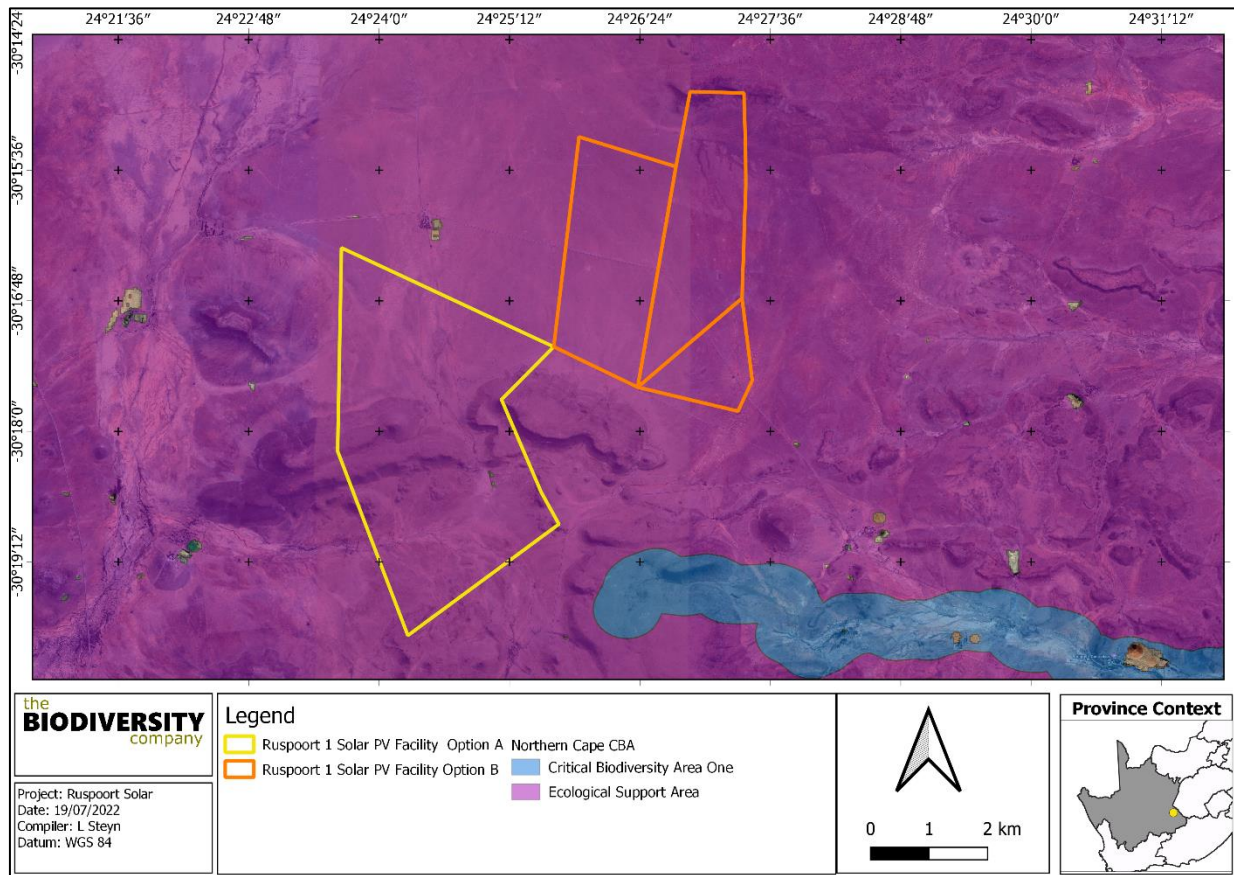 24°21'36" 24°22'48" 24°24'0" 24°25'12" 24°26'24" 24°27'36" 24°28'48" 24°30'0" 24°31'12"
-30°14'24"
-30°15'36"
-30°16'48"
-30°18'0"
-30°19'12"
the
BIODIVERSITY
company
Project: Ruspoort Solar
Date: 19/07/2022
Compiler: L Steyn
Datum: WGS 84
Legend
Ruspoort 1 Solar PV Facility Option A
Ruspoort 1 Solar PV Facility Option B
Northern Cape CBA
Critical Biodiversity Area One
Ecological Support Area
0 1 2 km
Province Context